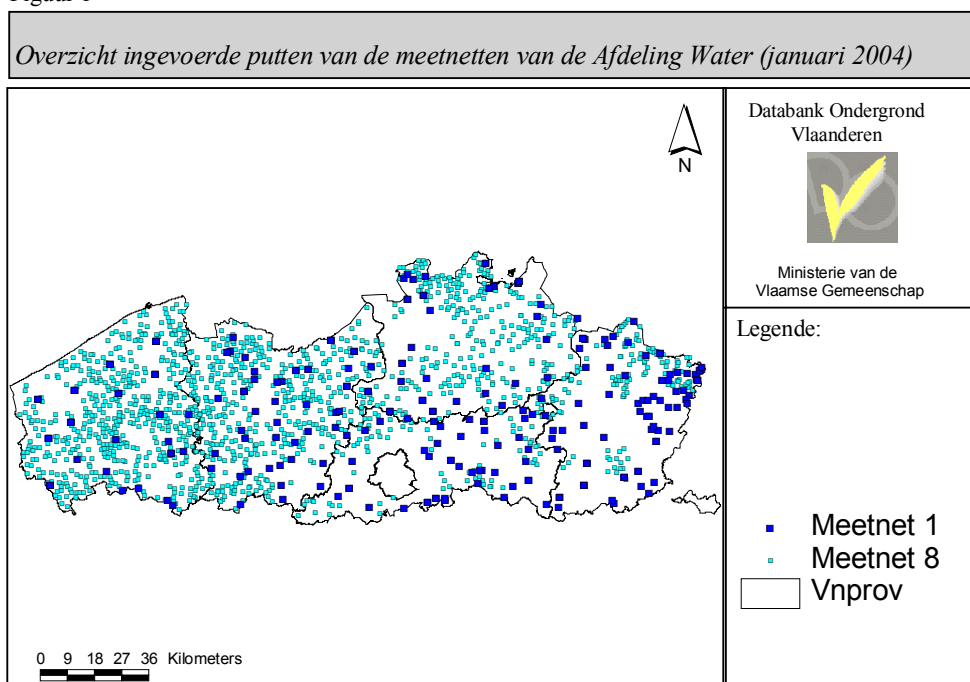 Overzicht ingevoerde putten van de meetnetten van de Afdeling Water (januari 2004)
Databank Ondergrond
Vlaanderen
N
Ministerie van de
Vlaamse Gemeenschap
Legende:
Meetnet 1
Meetnet 8
Vnprov
0 9 18 27 36 Kilometers